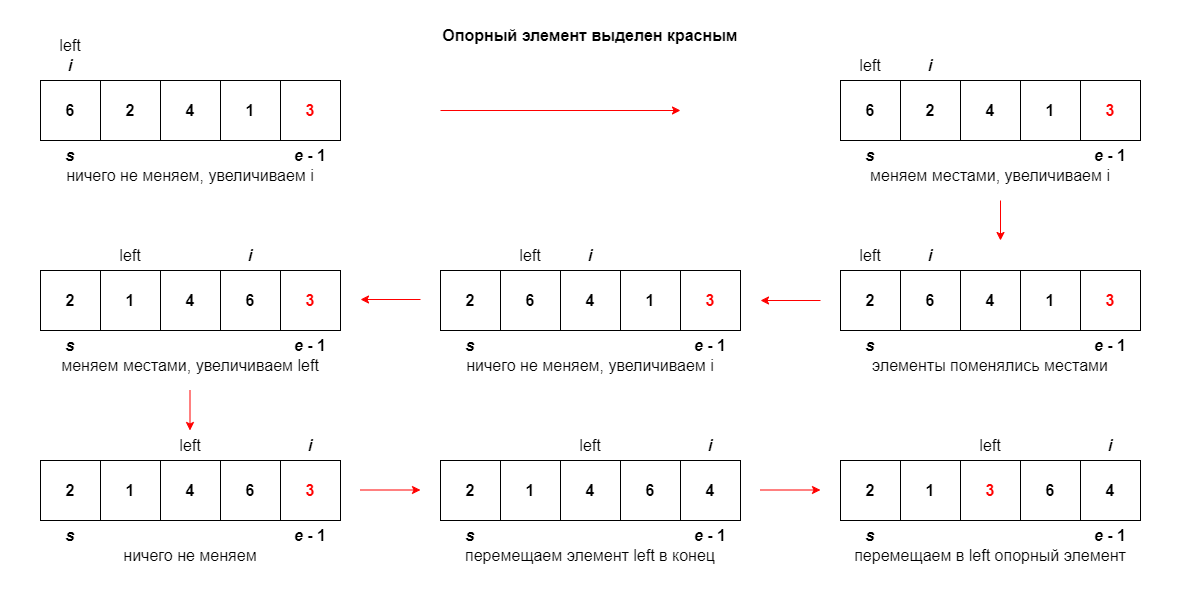 Опорный элемент выделен красным
left
i
6 2 4 1 3
s e - 1
ничего не меняем, увеличиваем i
left i
6 2 4 1 3
s e - 1
меняем местами, увеличиваем i
left i
2 6 4 1 3
s e - 1
элементы поменялись местами
left i
2 6 4 1 3
s e - 1
ничего не меняем, увеличиваем i
left i
2 1 4 6 3
s e - 1
меняем местами, увеличиваем left
left i
2 1 4 6 3
s e - 1
ничего не меняем
left i
2 1 4 6 4
s e - 1
перемещаем элемент left в конец
left i
2 1 3 6 4
s e - 1
перемещаем в left опорный элемент